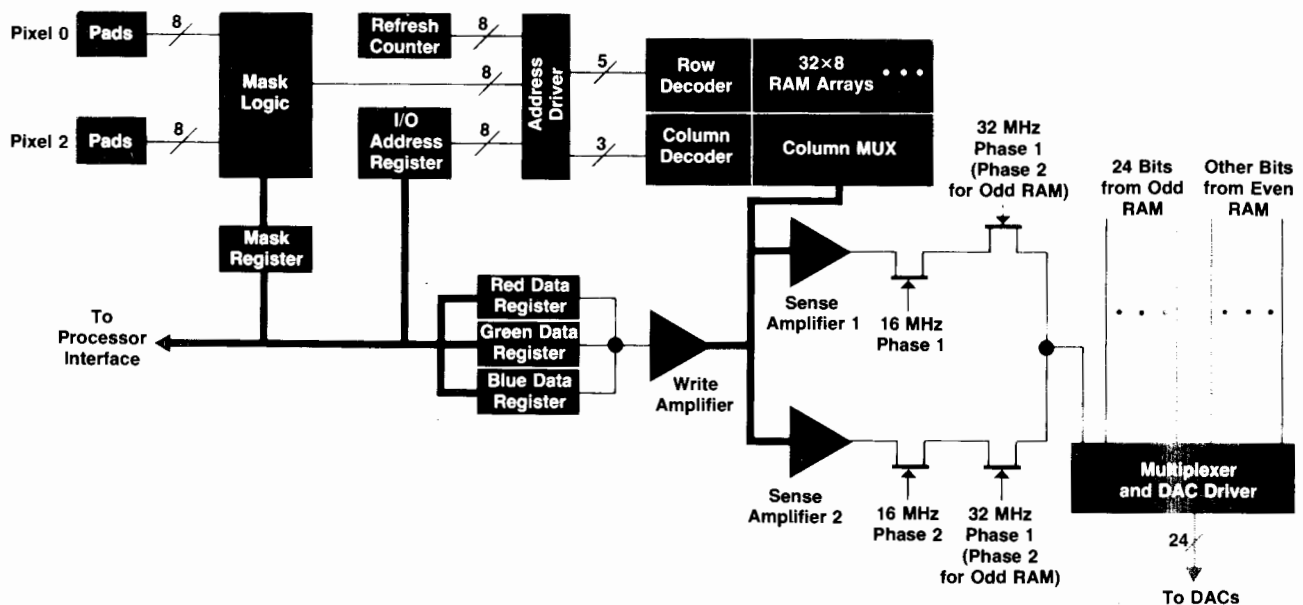 Pixel 0
Pads
8
Mask
Logic
Refresh
Counter
8
8
Address
Driver
5
Row
Decoder
32×8
RAM Arrays • • •
Pixel 2
Pads
8
I/O
Address
Register
8
3
Column
Decoder
Column MUX
32 MHz
Phase 1
(Phase 2
for Odd RAM)
24 Bits
from Odd
RAM
Other Bits
from Even
RAM
Mask
Register
To
Processor
Interface
Red Data
Register
Green Data
Register
Blue Data
Register
Write
Amplifier
Sense
Amplifier 1
16 MHz
Phase 1
• • •
• • •
Sense
Amplifier 2
16 MHz
Phase 2
32 MHz
Phase 1
(Phase 2
for Odd RAM)
Multiplexer
and DAC Driver
24
To DACs